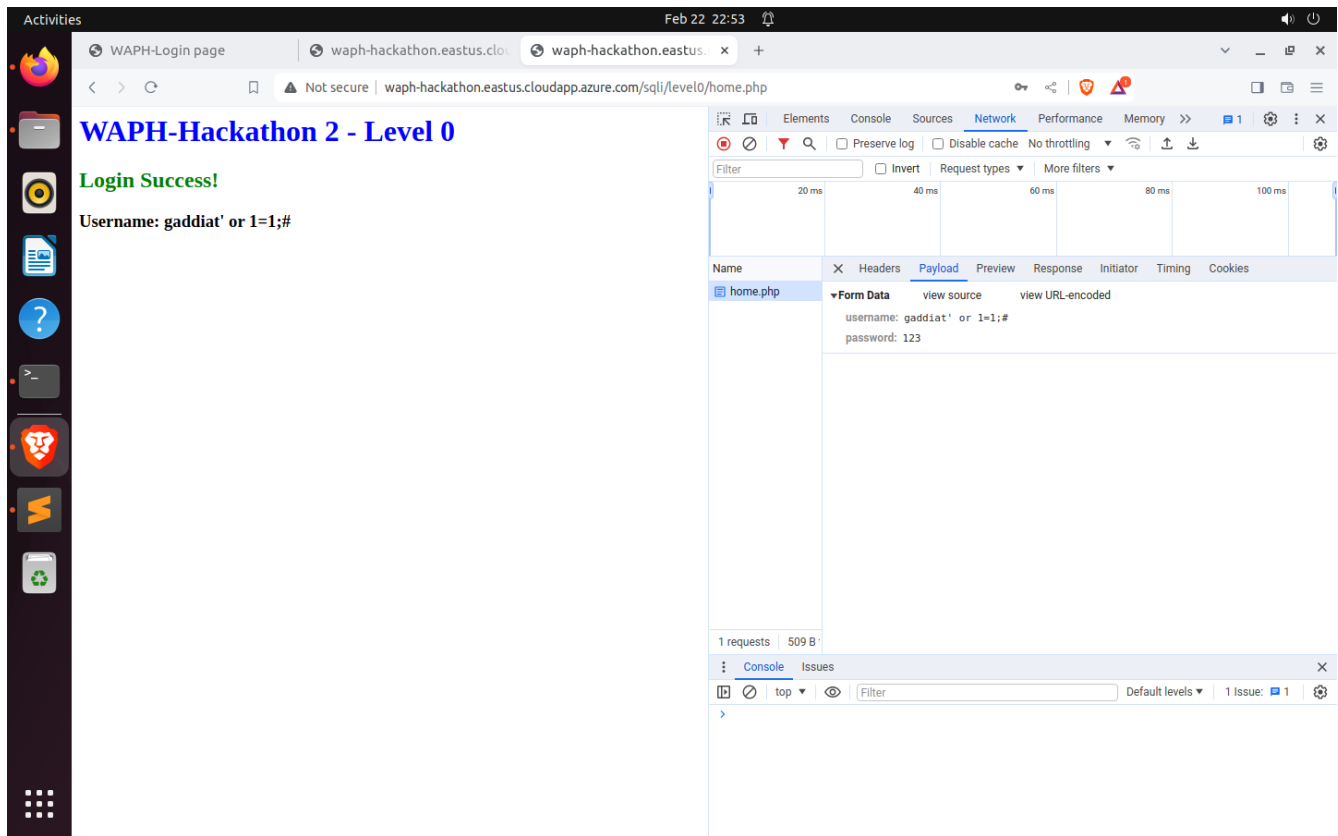 Activities
Feb 22 22:53
WAPH-Login page
waph-hackathon.eastus.clou
waph-hackathon.eastus.
Not secure
waph-hackathon.eastus.cloudapp.azure.com/sqli/level0/home.php
1
WAPH-Hackathon 2 - Level 0
Login Success!
Username: gaddiat' or 1=1;#
Elements Console Sources Network Performance Memory 1
Preserve log Disable cache No throttling
Filter Invert Request types More filters
20 ms 40 ms 60 ms 80 ms 100 ms
Name Headers Payload Preview Response Initiator Timing Cookies
home.php
Form Data view source view URL-encoded
username: gaddiat' or 1=1;#
password: 123
1 requests 509 B
Console Issues
top Filter Default levels 1 Issue: 1